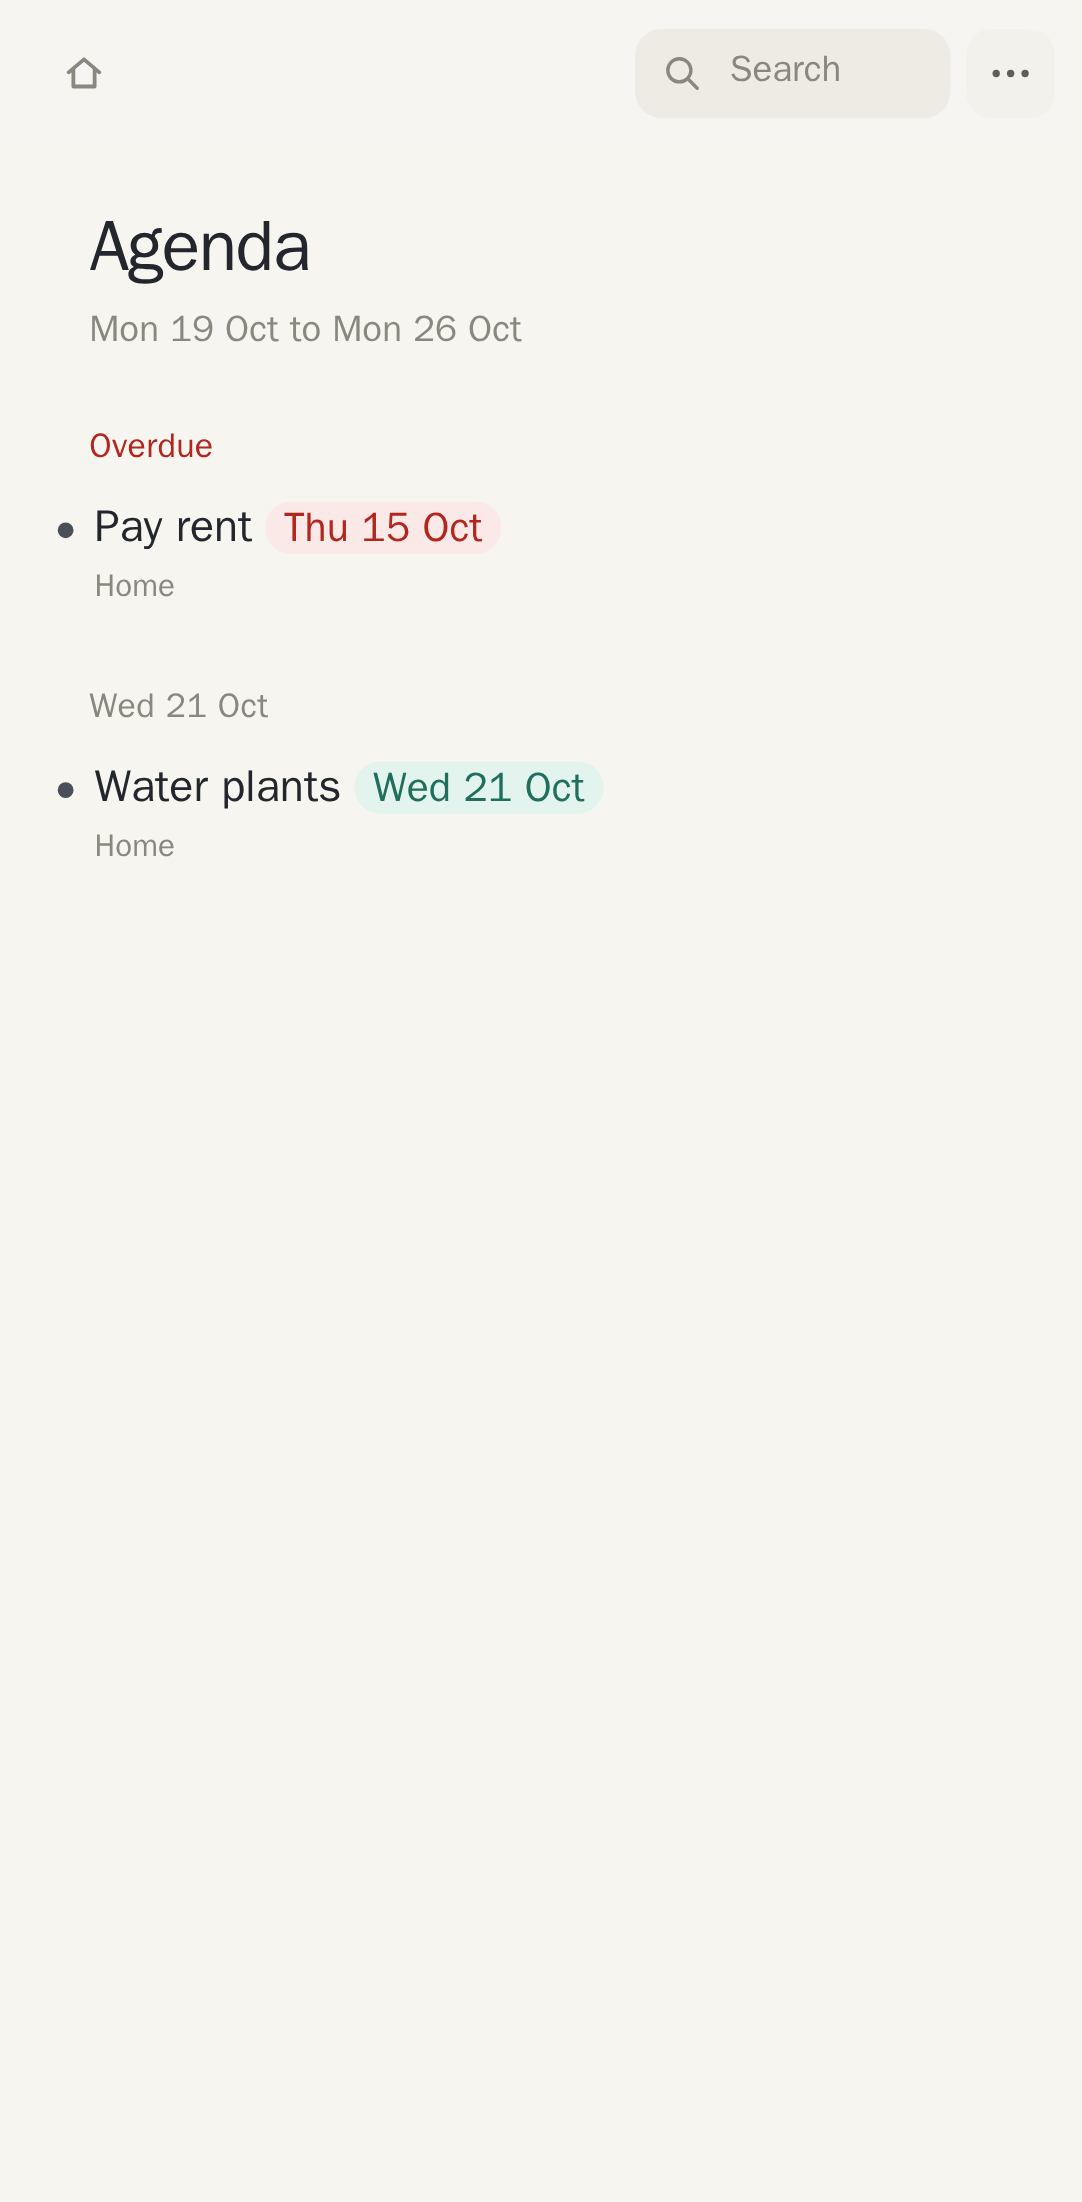 Search
Agenda
Mon 19 Oct to Mon 26 Oct
Overdue
Pay rent Thu 15 Oct
Home
Wed 21 Oct
Water plants Wed 21 Oct
Home